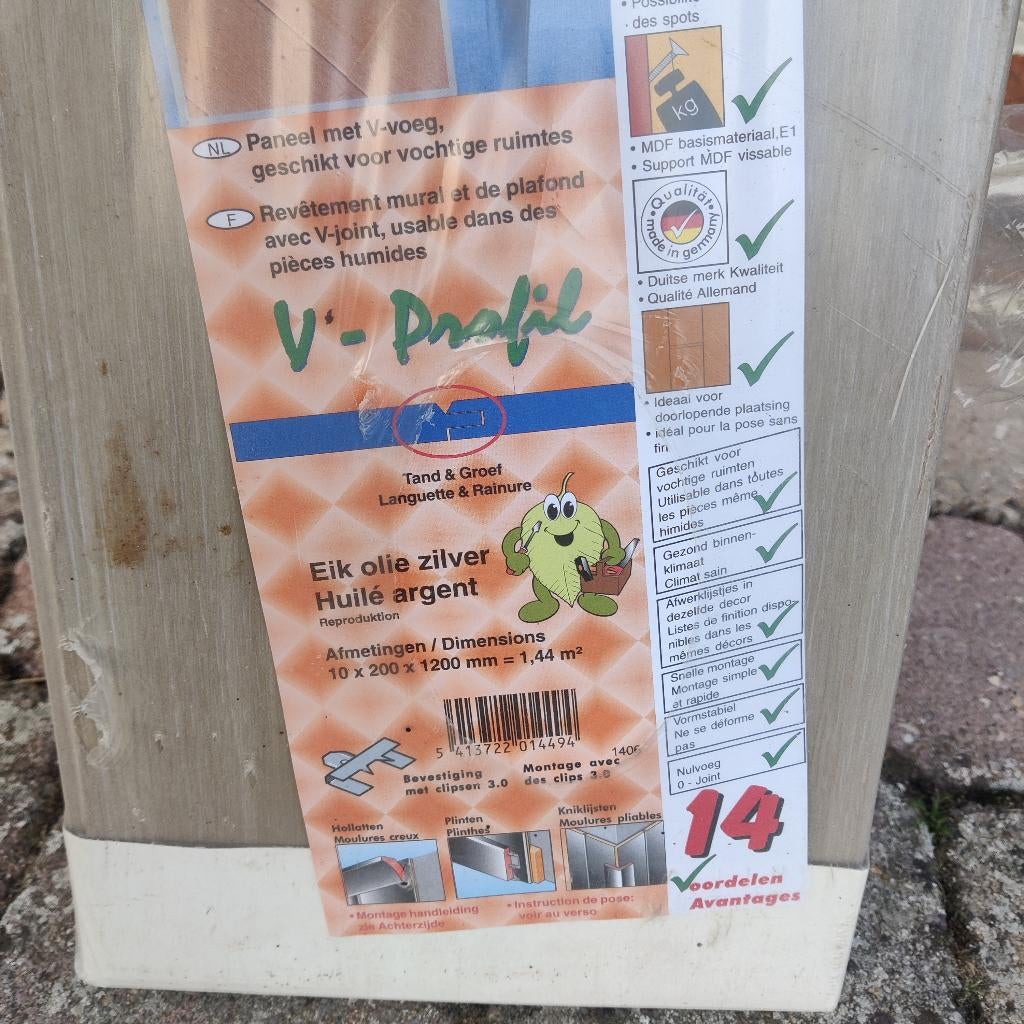 NL
Paneel met V-voeg,
geschikt voor vochtige ruimtes
F
Revêtement mural et de plafond
avec V-joint, usable dans des
pièces humides
V - Profil
Tand & Groef
Languette & Rainure
Eik olie zilver
Huilé argent
Reproduktion
Afmetingen / Dimensions
10 x 200 x 1200 mm = 1,44 m²
5 413722 014494
Bevestiging
met clipsen 3.0
Montage avec
des clips 3.0
Hollatten
Moulures creux
Plinten
Plinthes
Kniklijsten
Moulures pliables
• Montage handleiding
zie Achterzijde
• Instruction de pose:
voir au verso
des spots
kg
• MDF basismateriaal,E1
• Support MDF vissable
Qualität
made in germany
• Duitse merk Kwaliteit
• Qualité Allemand
• Ideaal voor
doorlopende plaatsing
• idéal pour la pose sans
fin
Geschikt voor
vochtige ruimten
Utilisable dans toutes
les pièces même
himides
Gezond binnen-
klimaat
Climat sain
Afwerklijstjes in
dezelfde decor
Listes de finition dispo-
nibles dans les
mêmes décors
Snelle montage
Montage simple
et rapide
Vormstabiel
Ne se déforme
pas
Nulvoeg
0 - Joint
14
Voordelen
Avantages